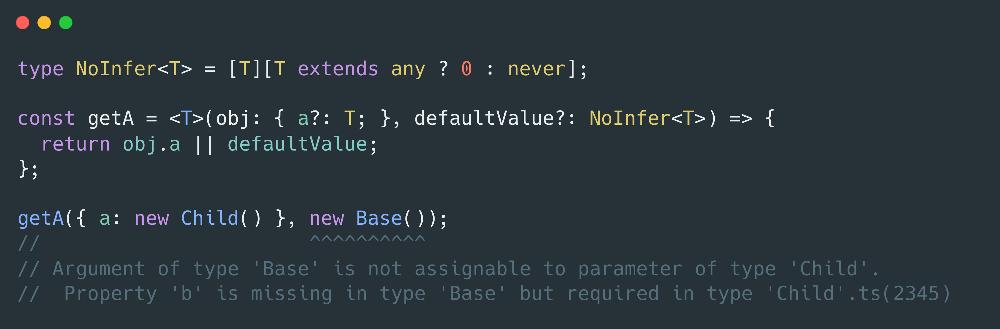 type NoInfer<T> = [T][T extends any ? 0 : never];
const getA = <T>(obj: { a?: T; }, defaultValue?: NoInfer<T>) => {
  return obj.a || defaultValue;
};
getA({ a: new Child() }, new Base());
//                       ^^^^^^^^^^
// Argument of type 'Base' is not assignable to parameter of type 'Child'.
//  Property 'b' is missing in type 'Base' but required in type 'Child'.ts(2345)